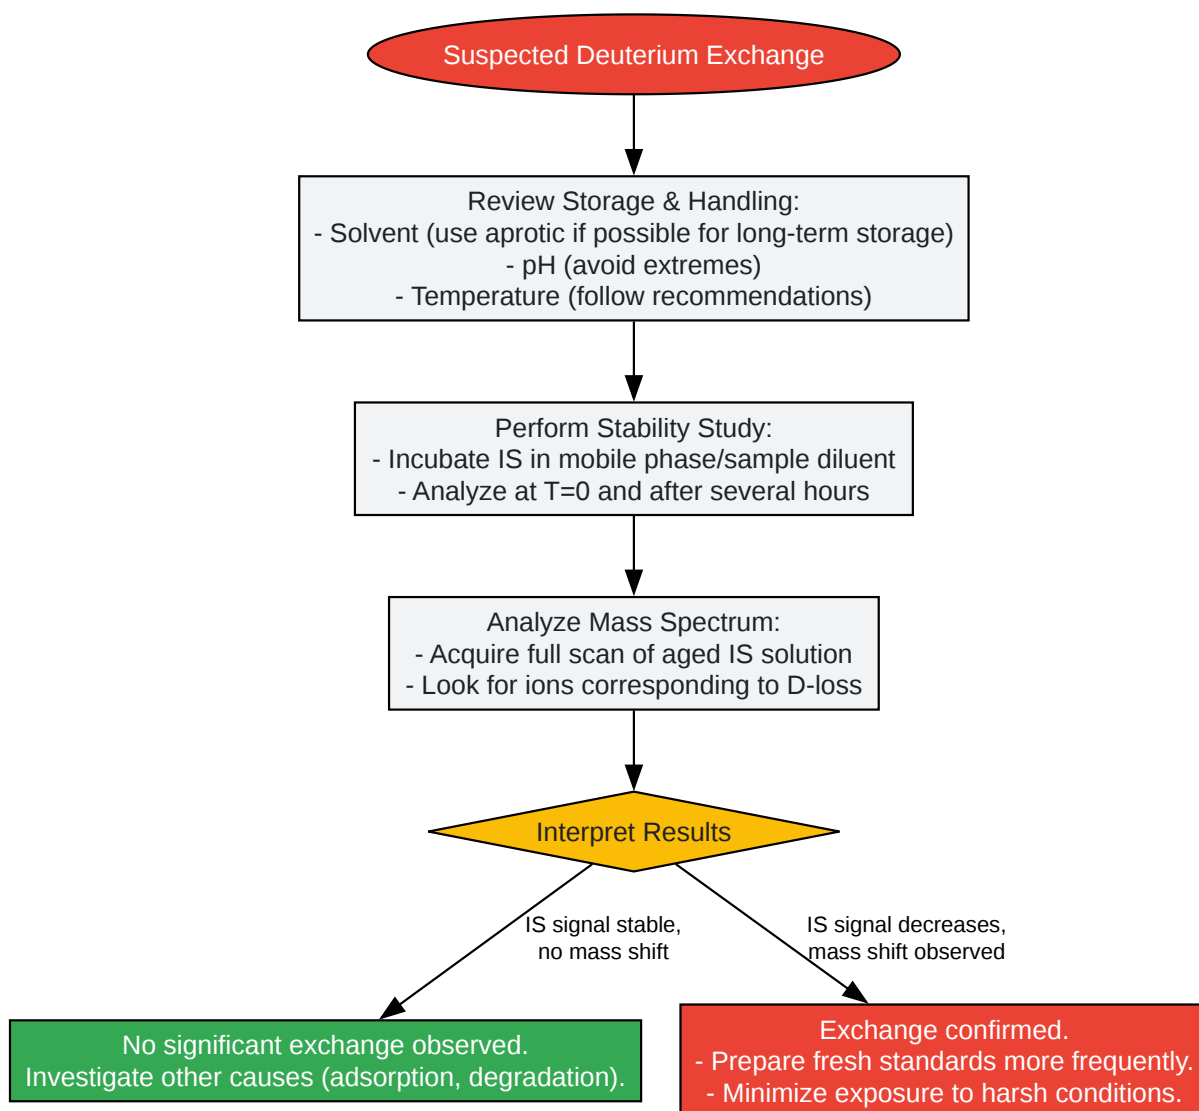 Suspected Deuterium Exchange
Review Storage & Handling:
- Solvent (use aprotic if possible for long-term storage)
- pH (avoid extremes)
- Temperature (follow recommendations)
Perform Stability Study:
- Incubate IS in mobile phase/sample diluent
- Analyze at T=0 and after several hours
Analyze Mass Spectrum:
- Acquire full scan of aged IS solution
- Look for ions corresponding to D-loss
Interpret Results
IS signal stable,
no mass shift
IS signal decreases,
mass shift observed
No significant exchange observed.
Investigate other causes (adsorption, degradation).
Exchange confirmed.
- Prepare fresh standards more frequently.
- Minimize exposure to harsh conditions.